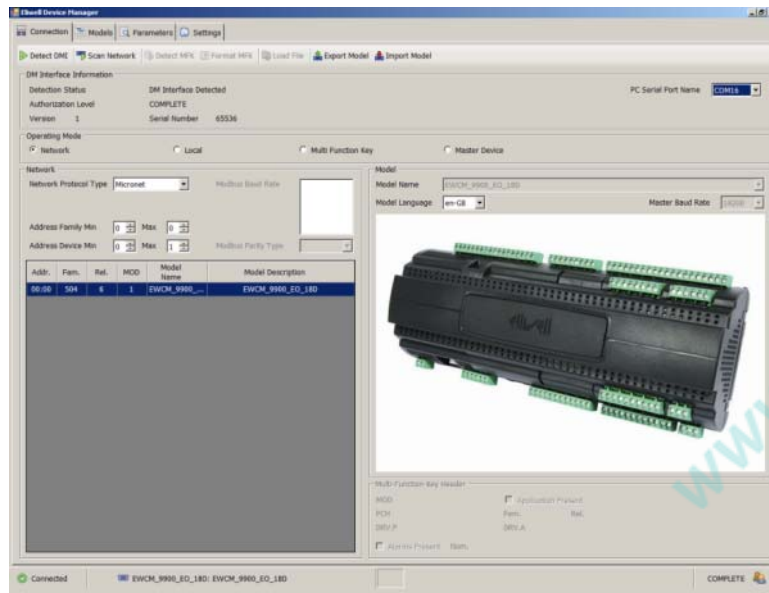 Eliwell Device Manager
Connection Models Parameters Settings
Detect DMI Scan Network Detect MFK Format MFK Load File Export Model Import Model
DM Interface Information
Detection Status DM Interface Detected PC Serial Port Name COM16
Authorization Level COMPLETE
Version 1 Serial Number 65536
Operating Mode
Network Local Multi Function Key Master Device
Network
Network Protocol Type Micronet Modbus Baud Rate
Address Family Min 0 Max 0
Address Device Min 0 Max 1 Modbus Parity Type
Addr. Fam. Rel. MOD Model Name Model Description
00:00 504 6 1 EWCM_9900_... EWCM_9900_EO_18D
Model
Model Name EWCM_9900_EO_18D
Model Language en-GB Master Baud Rate
eliwell
Multi-Function Key Header
MOD Application Present
PCH Fam. Rel.
DRV.P DRV.A
Alarms Present Num.
WW
Connected EWCM_9900_EO_18D: EWCM_9900_EO_18D COMPLETE